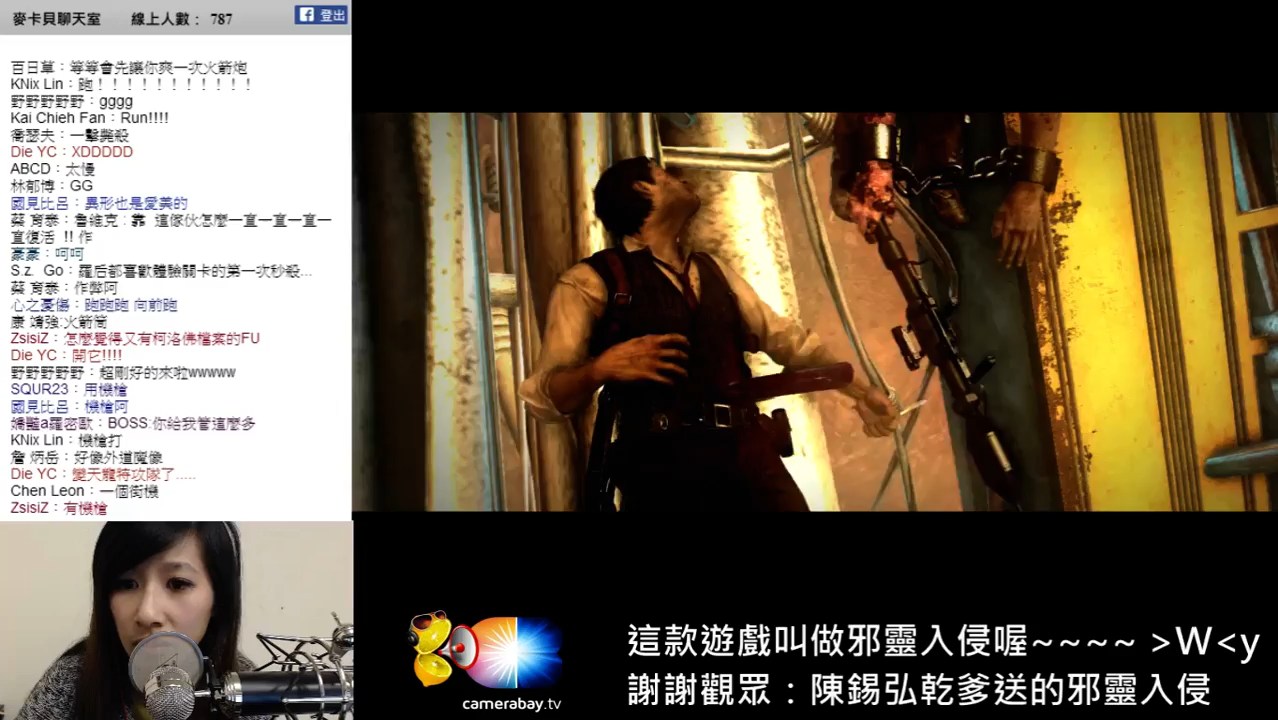 麥卡貝聊天室 線上人數： 787
登出
百日草：等等會先讓你爽一次火箭炮
KNix Lin：跑！！！！！！！！！！！
野野野野野：gggg
Kai Chieh Fan：Run!!!!
喬瑟夫：一擊斃殺
Die YC：XDDDDD
ABCD：太慢
林郁博：GG
國見比呂：異形也是愛美的
蔡 育泰：魯維克：靠 這傢伙怎麼一直一直一直一
直復活 !! 作
豪豪：呵呵
S.z. Go：羅后都喜歡體驗關卡的第一次秒殺...
蔡 育泰：作弊阿
心之憂傷：跑跑跑 向前跑
康 靖強:火箭筒
ZsisiZ：怎麼覺得又有柯洛佛檔案的FU
Die YC：開它!!!!
野野野野野：超剛好的來啦wwwww
SQUR23：用機槍
國見比呂：機槍阿
嬌豔a羅密歐：BOSS:你給我管這麼多
KNix Lin：機槍打
詹 炳岳：好像外道魔像
Die YC：變天龍特攻隊了.....
Chen Leon：一個街機
ZsisiZ：有機槍
camerabay.tv
這款遊戲叫做邪靈入侵喔~~~~ >W<y
謝謝觀眾：陳錫弘乾爹送的邪靈入侵